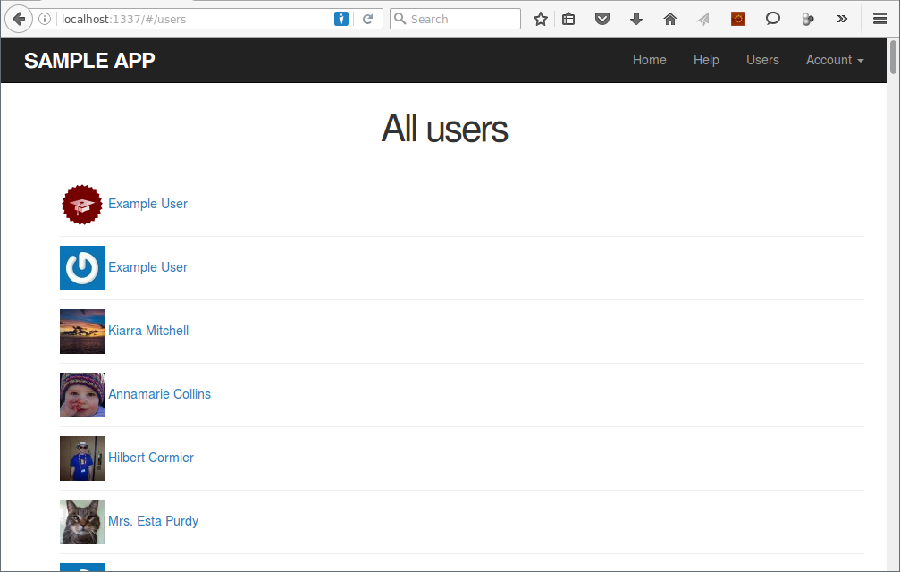 localhost:1337/#/users
Search
SAMPLE APP
Home Help Users Account
All users
Example User
Example User
Kiarra Mitchell
Annamarie Collins
Hilbert Cormier
Mrs. Esta Purdy